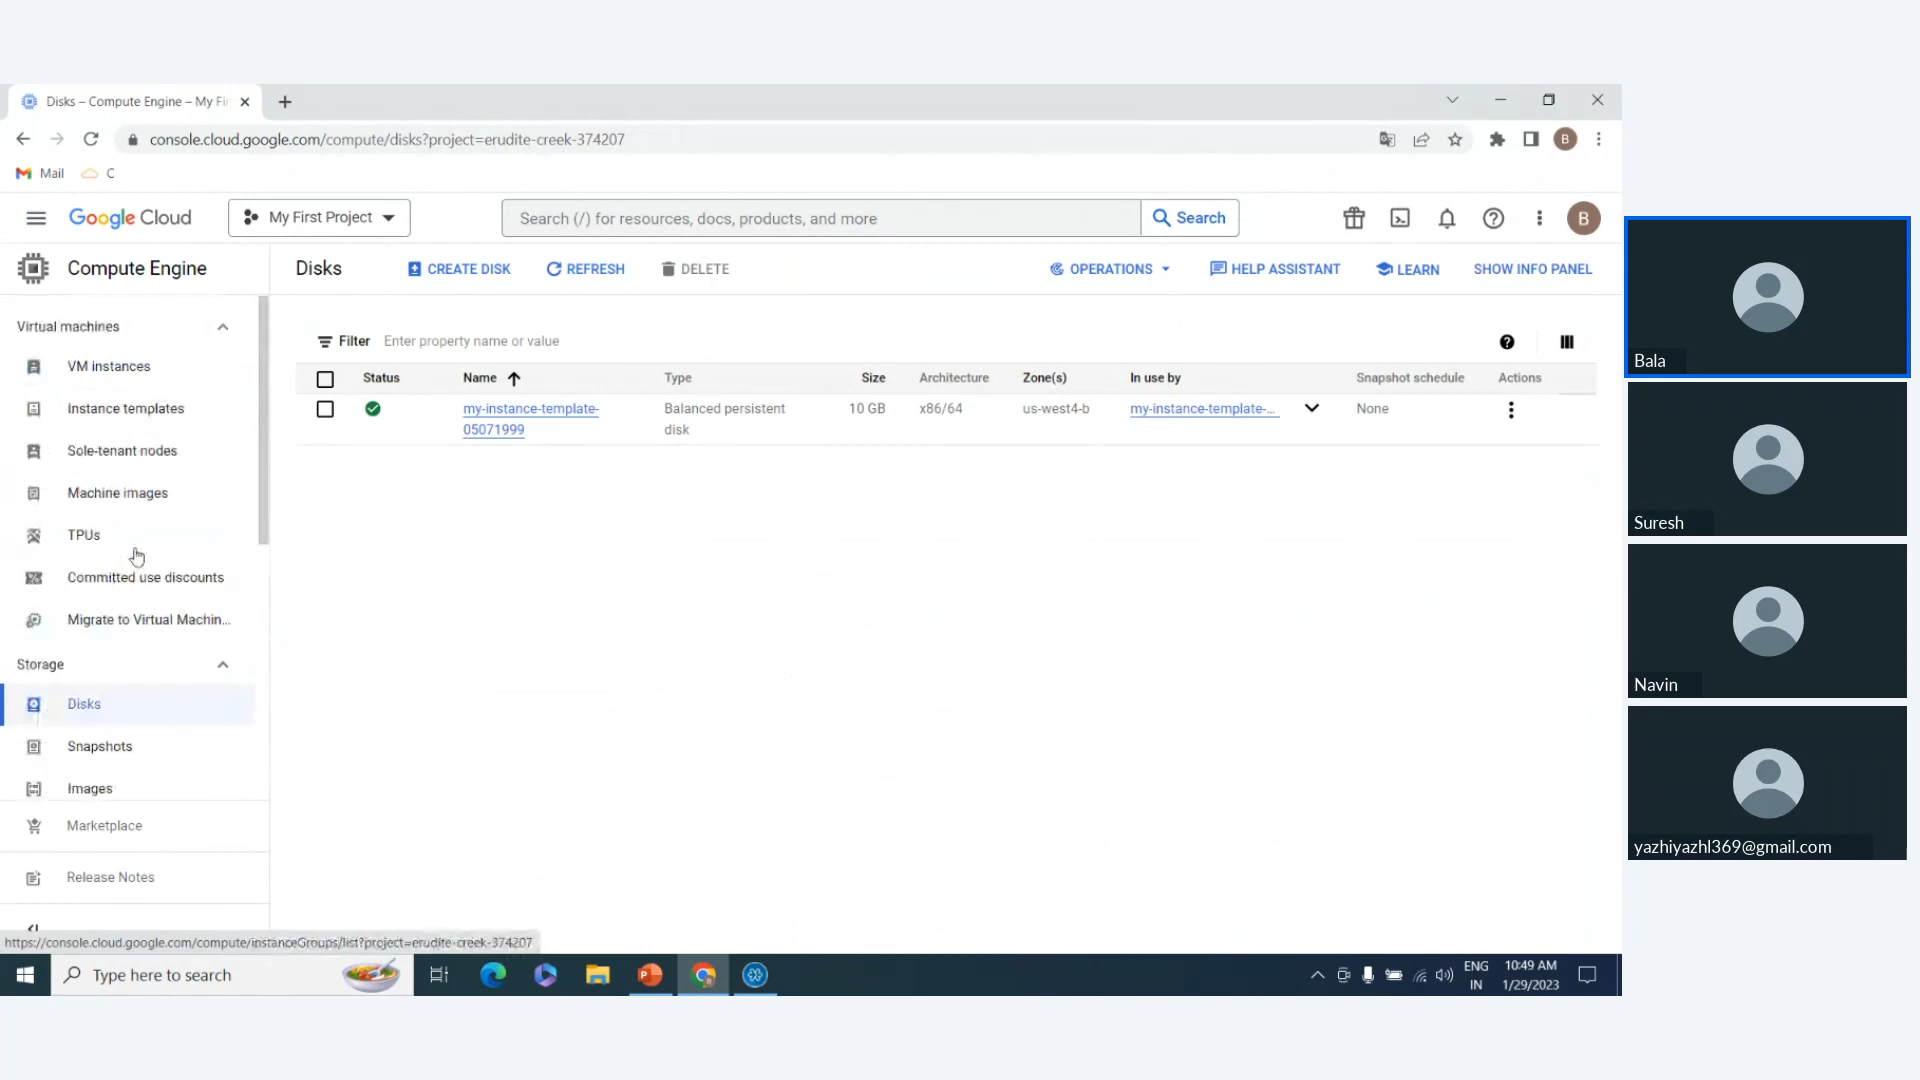 Disks – Compute Engine – My Fir
console.cloud.google.com/compute/disks?project=erudite-creek-374207
Mail
C
Google Cloud
My First Project
Search (/) for resources, docs, products, and more
Search
B
Compute Engine
Disks
CREATE DISK
REFRESH
DELETE
OPERATIONS
HELP ASSISTANT
LEARN
SHOW INFO PANEL
Virtual machines
VM instances
Instance templates
Sole-tenant nodes
Machine images
TPUs
Committed use discounts
Migrate to Virtual Machin...
Storage
Disks
Snapshots
Images
Marketplace
Release Notes
Filter Enter property name or value
Status Name Type Size Architecture Zone(s) In use by Snapshot schedule Actions
my-instance-template- Balanced persistent 10 GB x86/64 us-west4-b my-instance-template-... None
05071999 disk
https://console.cloud.google.com/compute/instanceGroups/list?project=erudite-creek-374207
Type here to search
ENG
IN
10:49 AM
1/29/2023
Bala
Suresh
Navin
yazhiyazhl369@gmail.com
B